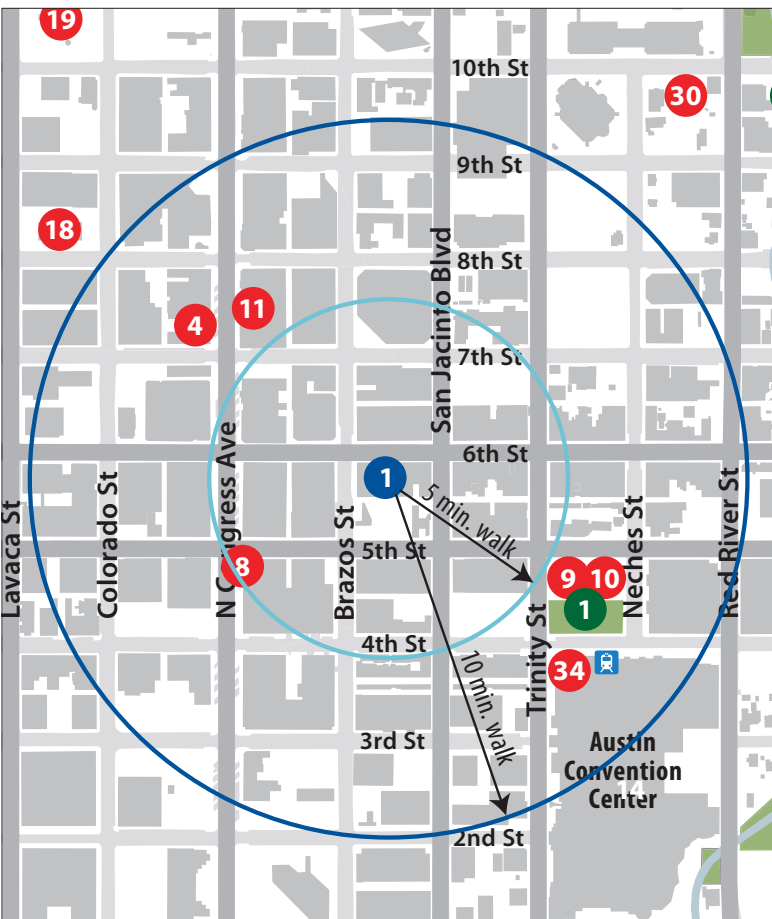 19
10th St
30
9th St
18
San Jacinto Blvd
8th St
11
4
7th St
N Congress Ave
6th St
1
5 min. walk
Lavaca St
Colorado St
Brazos St
5th St
8
9
10
1
Neches St
Red River St
Trinity St
4th St
10 min. walk
34
3rd St
Austin
Convention
Center
14
2nd St